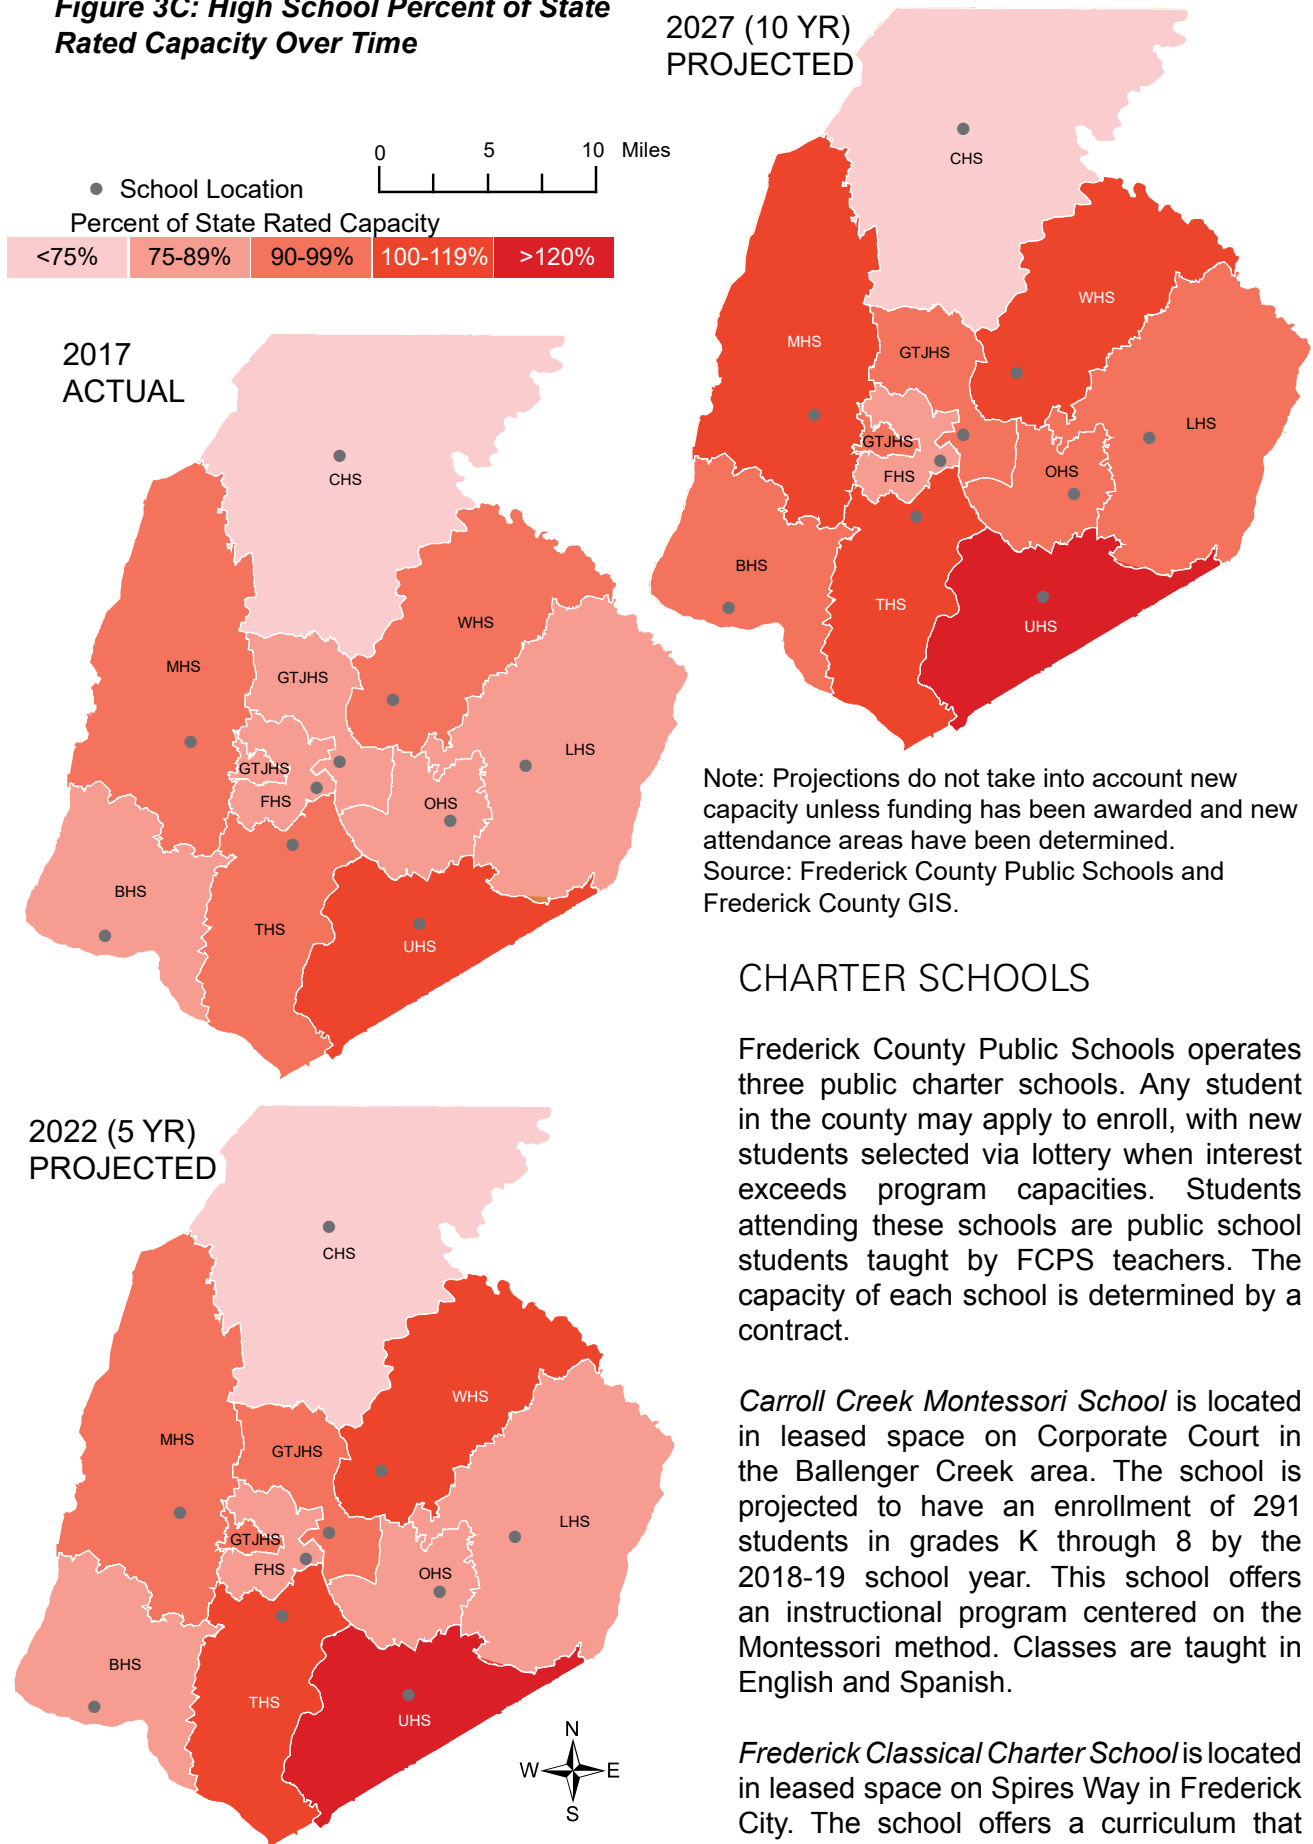 Figure 3C: High School Percent of State
Rated Capacity Over Time
0 5 10 Miles
School Location
Percent of State Rated Capacity
<75% 75-89% 90-99% 100-119% >120%
2017
ACTUAL
CHS
WHS
MHS
GTJHS
LHS
GTJHS
FHS
OHS
BHS
THS
UHS
2022 (5 YR)
PROJECTED
CHS
WHS
MHS
GTJHS
LHS
GTJHS
FHS
OHS
BHS
THS
UHS
N
W E
S
2027 (10 YR)
PROJECTED
CHS
WHS
MHS
GTJHS
LHS
GTJHS
OHS
FHS
BHS
THS
UHS
Note: Projections do not take into account new
capacity unless funding has been awarded and new
attendance areas have been determined.
Source: Frederick County Public Schools and
Frederick County GIS.
CHARTER SCHOOLS
Frederick County Public Schools operates
three public charter schools. Any student
in the county may apply to enroll, with new
students selected via lottery when interest
exceeds program capacities. Students
attending these schools are public school
students taught by FCPS teachers. The
capacity of each school is determined by a
contract.
Carroll Creek Montessori School is located
in leased space on Corporate Court in
the Ballenger Creek area. The school is
projected to have an enrollment of 291
students in grades K through 8 by the
2018-19 school year. This school offers
an instructional program centered on the
Montessori method. Classes are taught in
English and Spanish.
Frederick Classical Charter School is located
in leased space on Spires Way in Frederick
City. The school offers a curriculum that